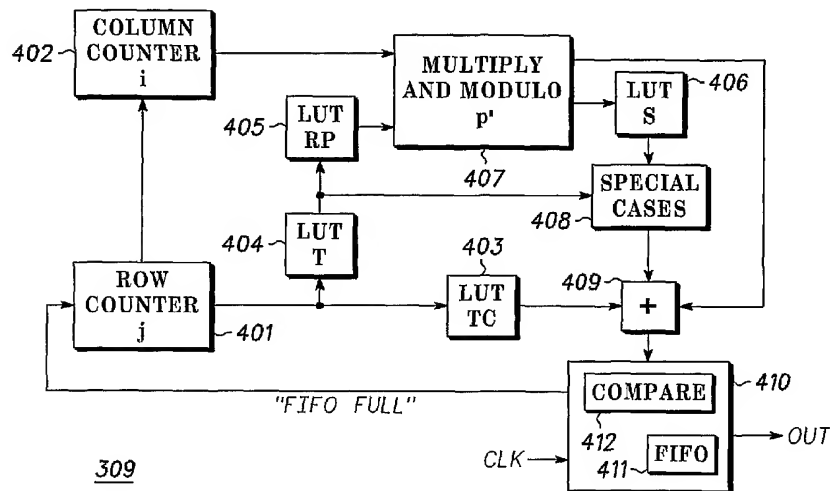 402
COLUMN
COUNTER
i
MULTIPLY
AND MODULO
p'
407
LUT
S
406
405
LUT
RP
SPECIAL
CASES
408
404
LUT
T
403
LUT
TC
409
+
ROW
COUNTER
j
401
"FIFO FULL"
COMPARE
412
410
CLK
411
FIFO
OUT
309